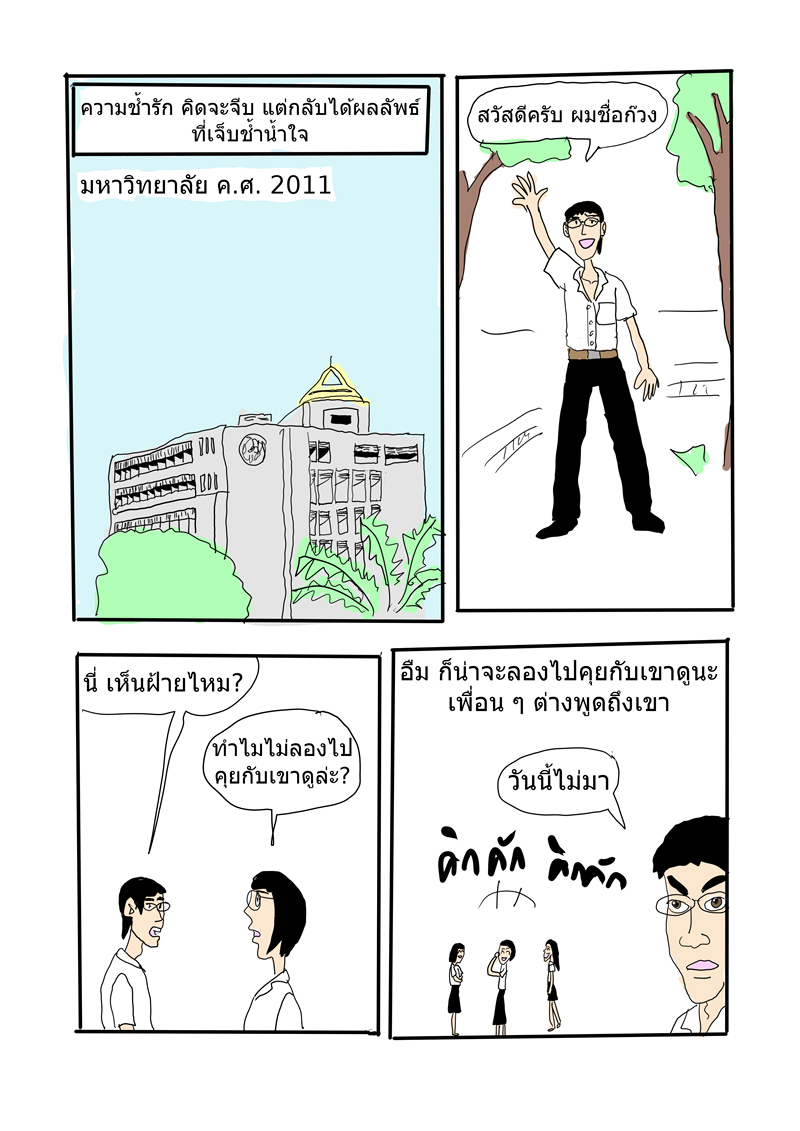 ความช้ำรัก คิดจะจีบ แต่กลับได้ผลลัพธ์
ที่เจ็บช้ำน้ำใจ
มหาวิทยาลัย ค.ศ. 2011
สวัสดีครับ ผมชื่อก๊วง
นี่ เห็นฝ้ายไหม?
ทำไมไม่ลองไป
คุยกับเขาดูล่ะ?
อืม ก็น่าจะลองไปคุยกับเขาดูนะ
เพื่อน ๆ ต่างพูดถึงเขา
วันนี้ไม่มา
คิกคัก คิกคัก